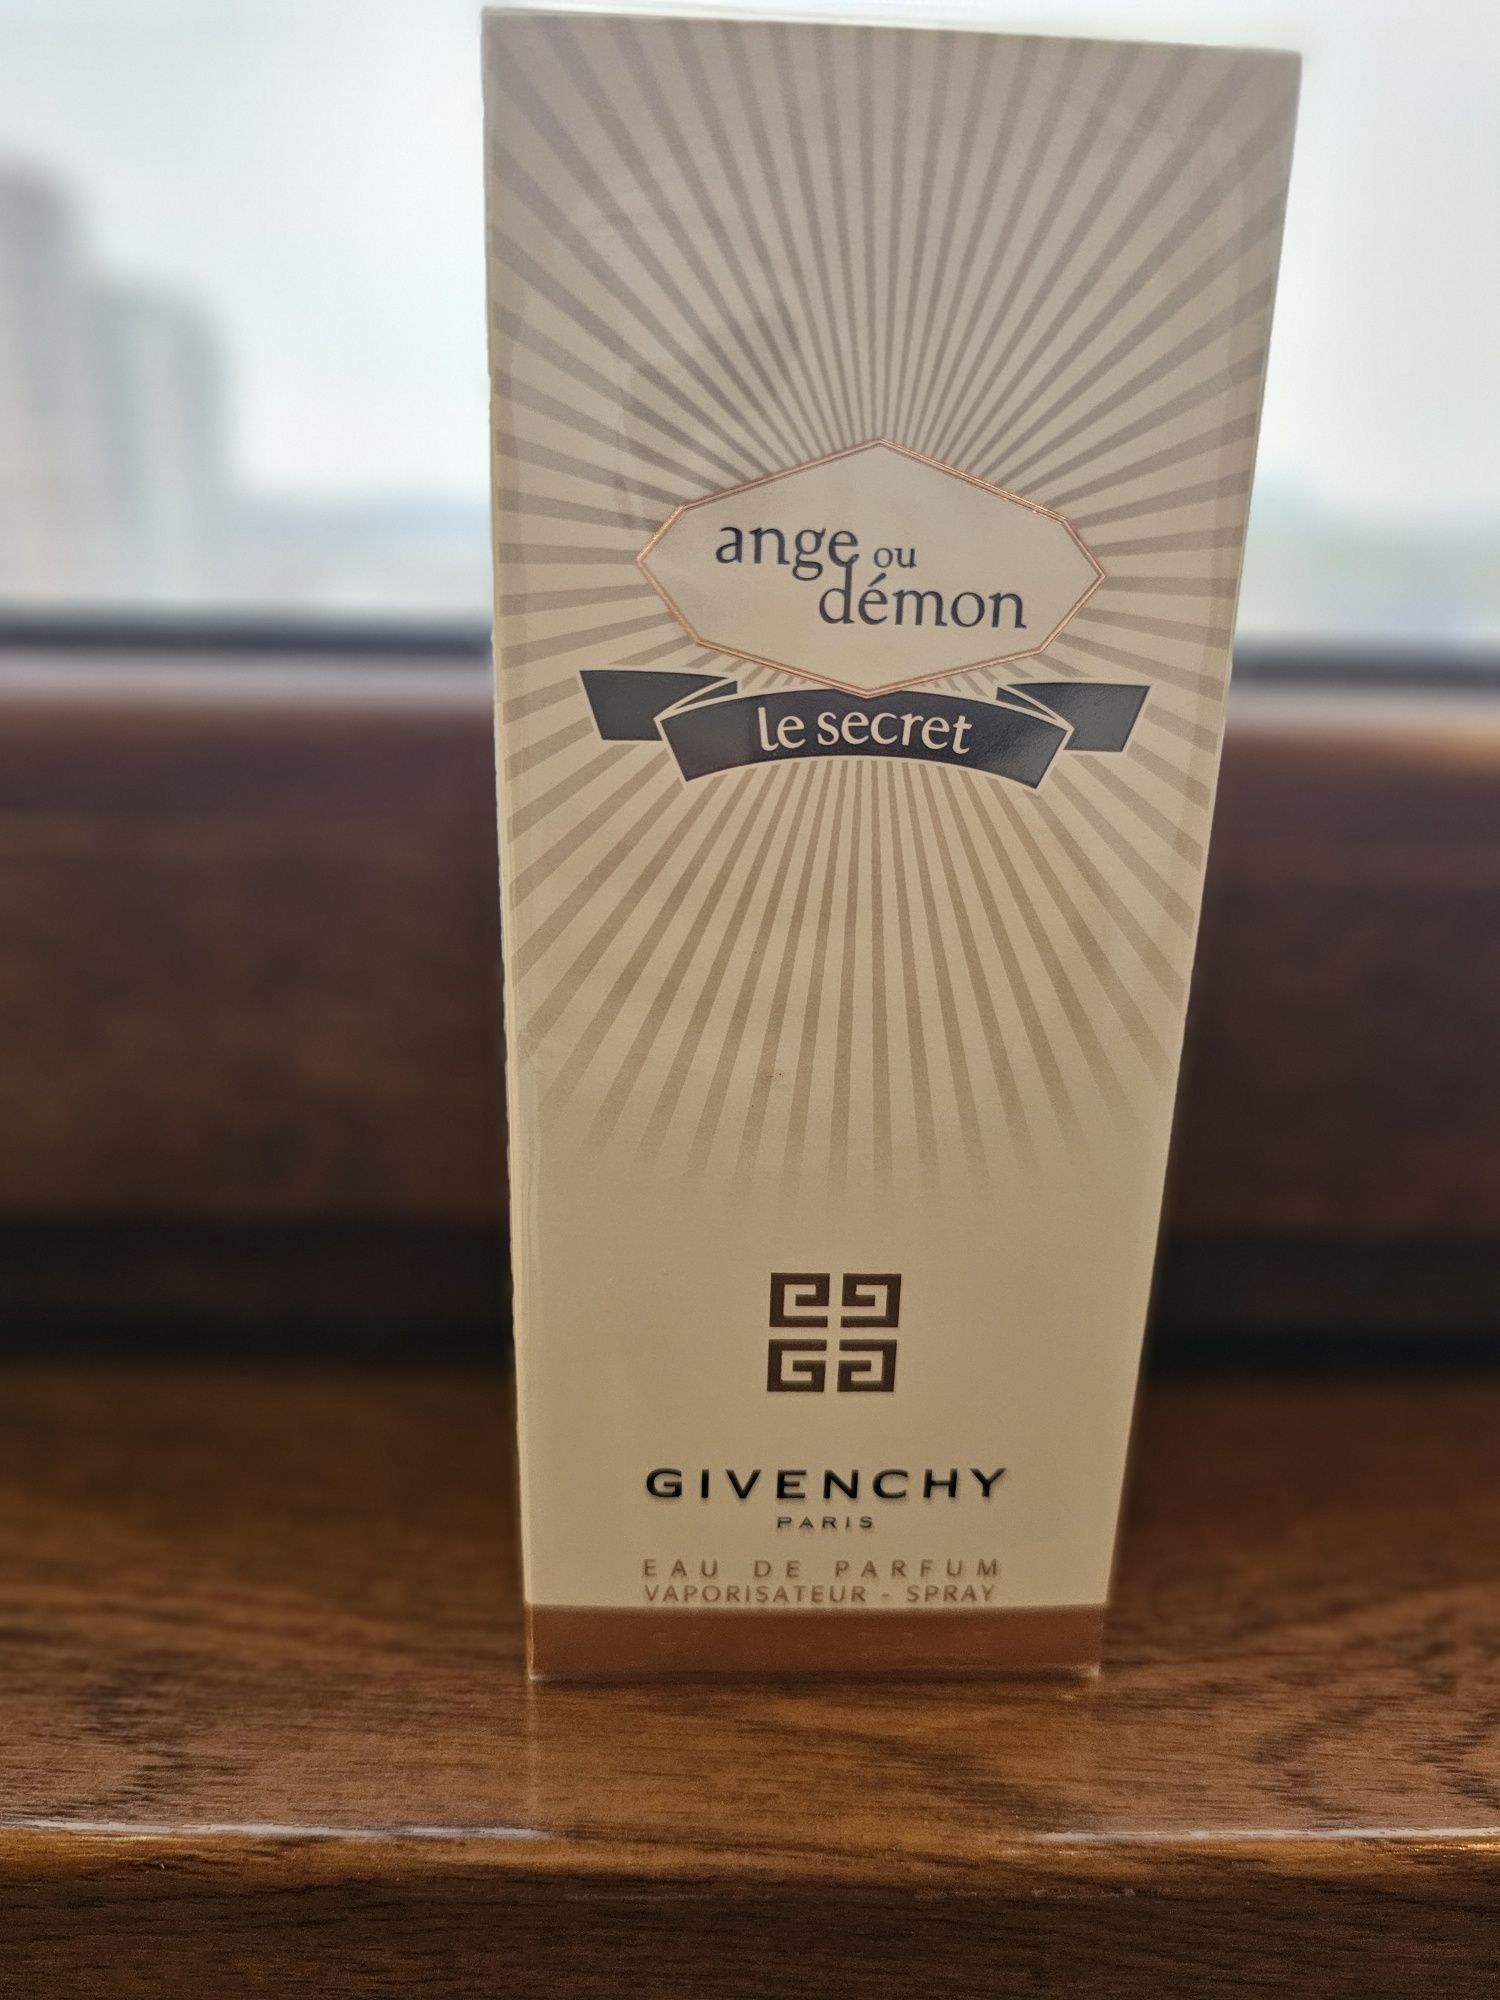 ange ou
démon
le secret
GIVENCHY
PARIS
EAU DE PARFUM
VAPORISATEUR - SPRAY